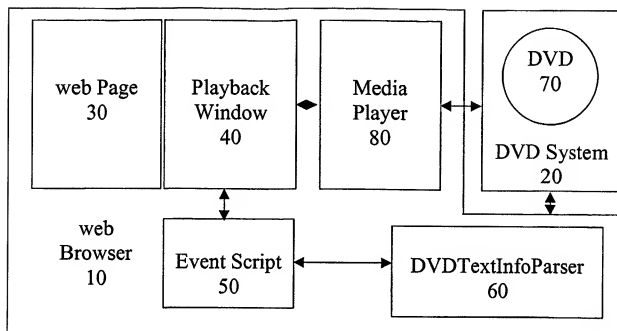 web Page
30
Playback
Window
40
Media
Player
80
DVD
70
DVD System
20
web
Browser
10
Event Script
50
DVDTextInfoParser
60